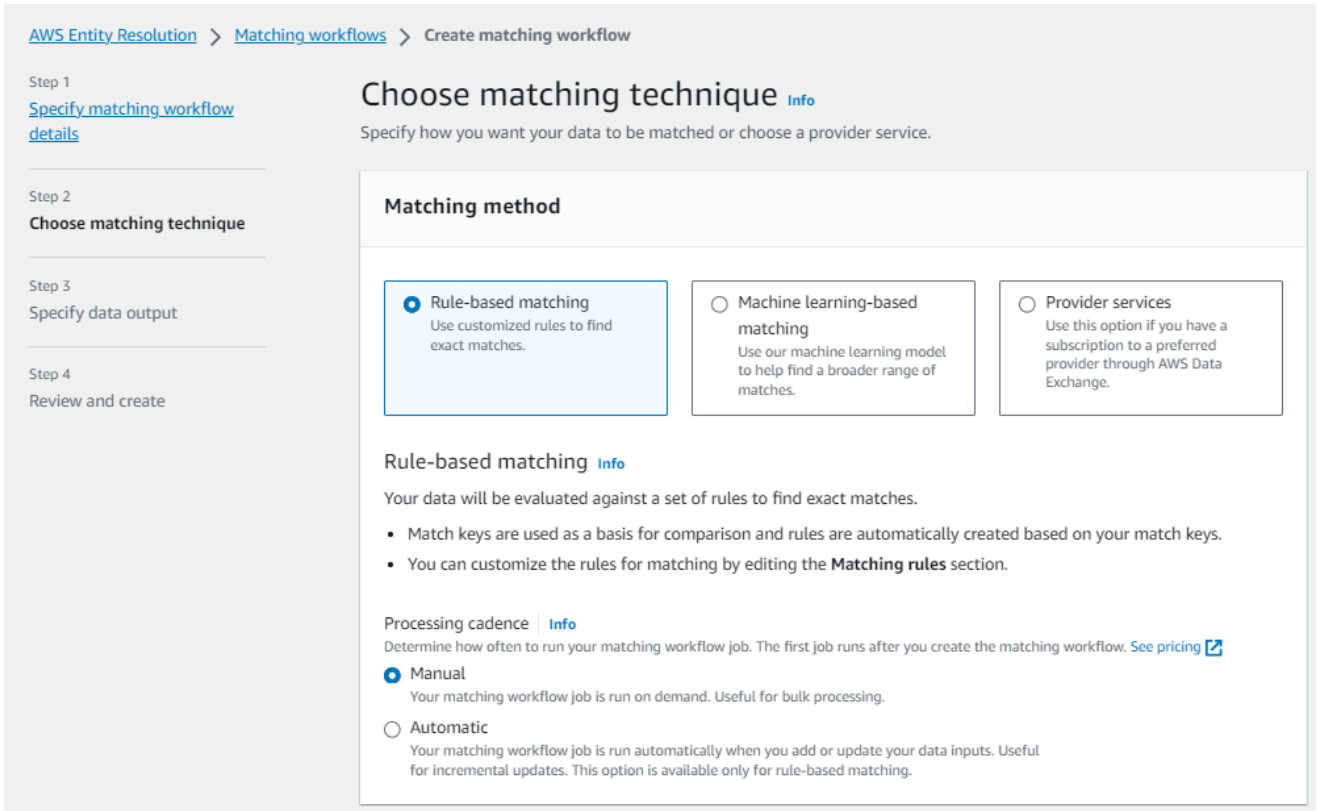 AWS Entity Resolution > Matching workflows > Create matching workflow
Step 1
Specify matching workflow
details
Step 2
Choose matching technique
Step 3
Specify data output
Step 4
Review and create
Choose matching technique Info
Specify how you want your data to be matched or choose a provider service.
Matching method
Rule-based matching
Use customized rules to find
exact matches.
Machine learning-based
matching
Use our machine learning model
to help find a broader range of
matches.
Provider services
Use this option if you have a
subscription to a preferred
provider through AWS Data
Exchange.
Rule-based matching Info
Your data will be evaluated against a set of rules to find exact matches.
• Match keys are used as a basis for comparison and rules are automatically created based on your match keys.
• You can customize the rules for matching by editing the Matching rules section.
Processing cadence Info
Determine how often to run your matching workflow job. The first job runs after you create the matching workflow. See pricing
Manual
Your matching workflow job is run on demand. Useful for bulk processing.
Automatic
Your matching workflow job is run automatically when you add or update your data inputs. Useful
for incremental updates. This option is available only for rule-based matching.